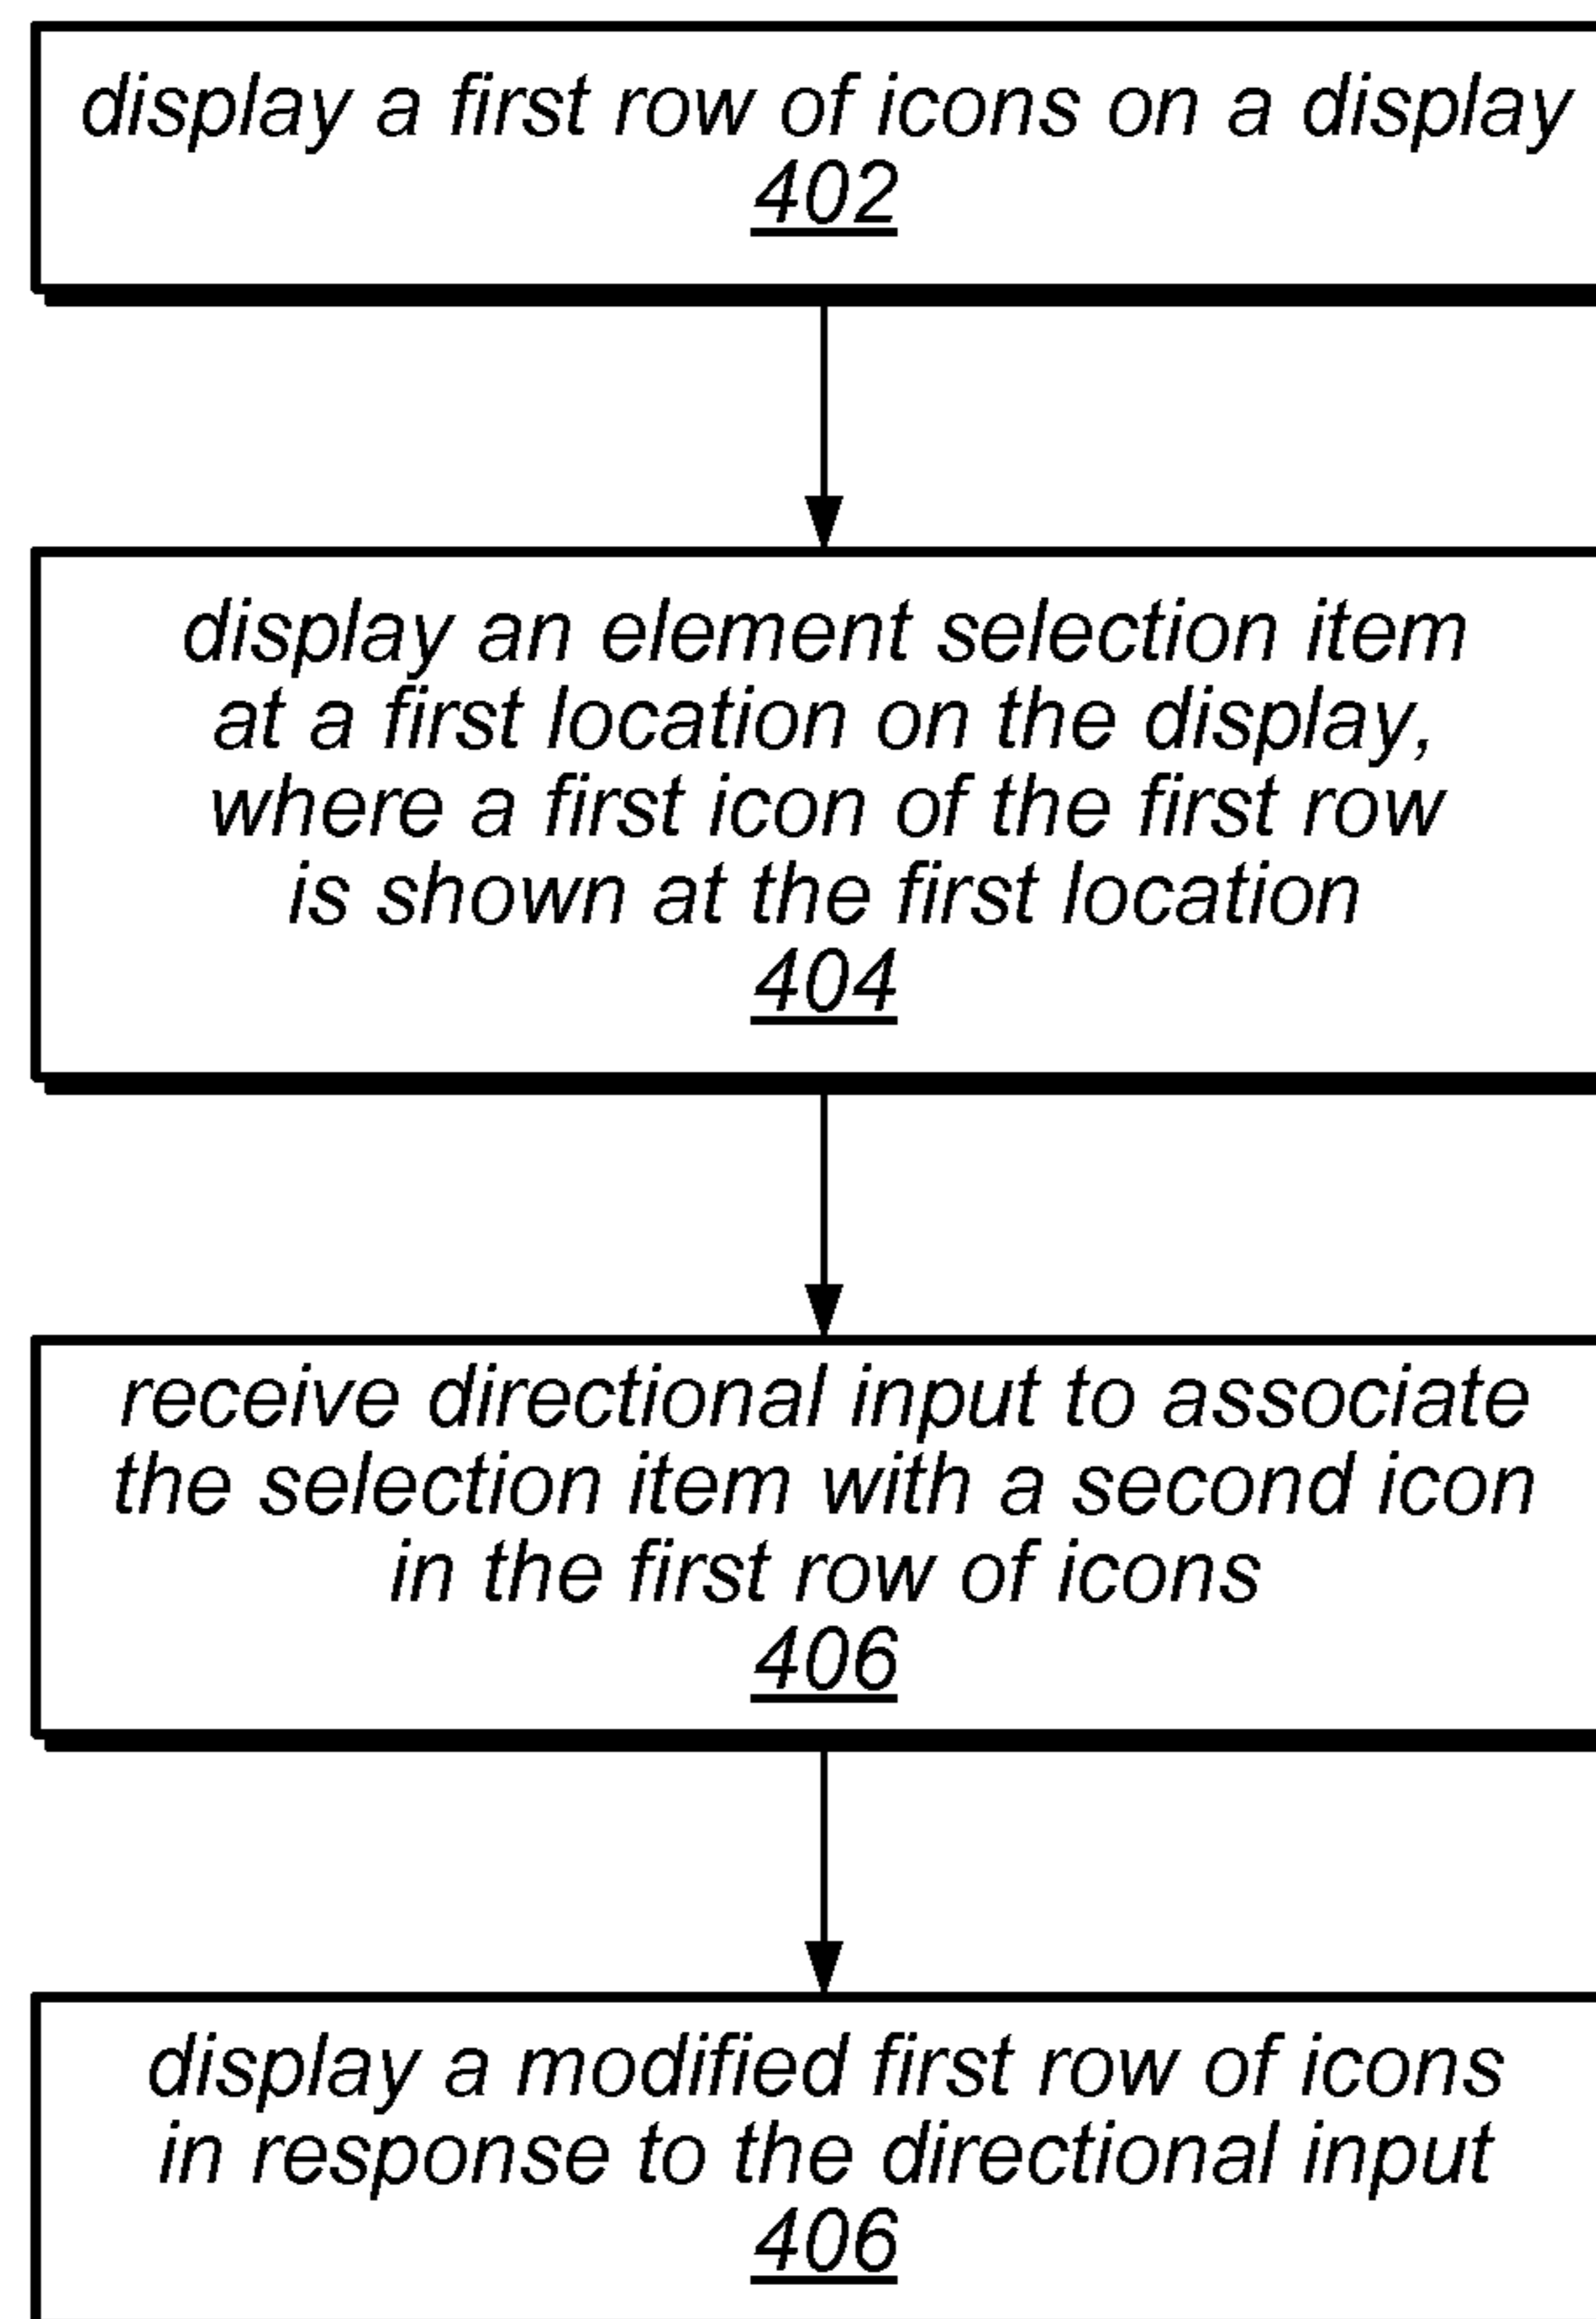 display a first row of icons on a display
402
display an element selection item
at a first location on the display,
where a first icon of the first row
is shown at the first location
404
receive directional input to associate
the selection item with a second icon
in the first row of icons
406
display a modified first row of icons
in response to the directional input
406